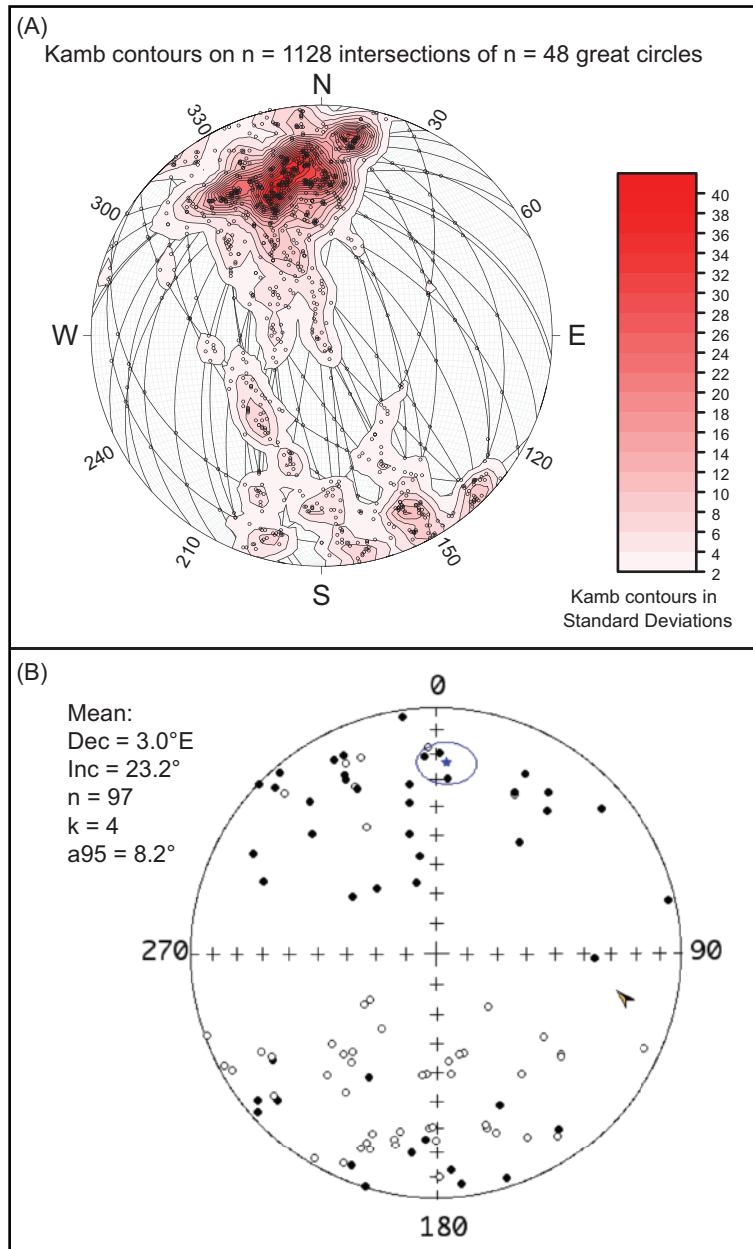 (A)
Kamb contours on n = 1128 intersections of n = 48 great circles
N
330
30
300
60
W
E
240
120
210
150
S
40
38
36
34
32
30
28
26
24
22
20
18
16
14
12
10
8
6
4
2
Kamb contours in
Standard Deviations
(B)
Mean:
Dec = 3.0°E
Inc = 23.2°
n = 97
k = 4
a95 = 8.2°
0
270
90
180